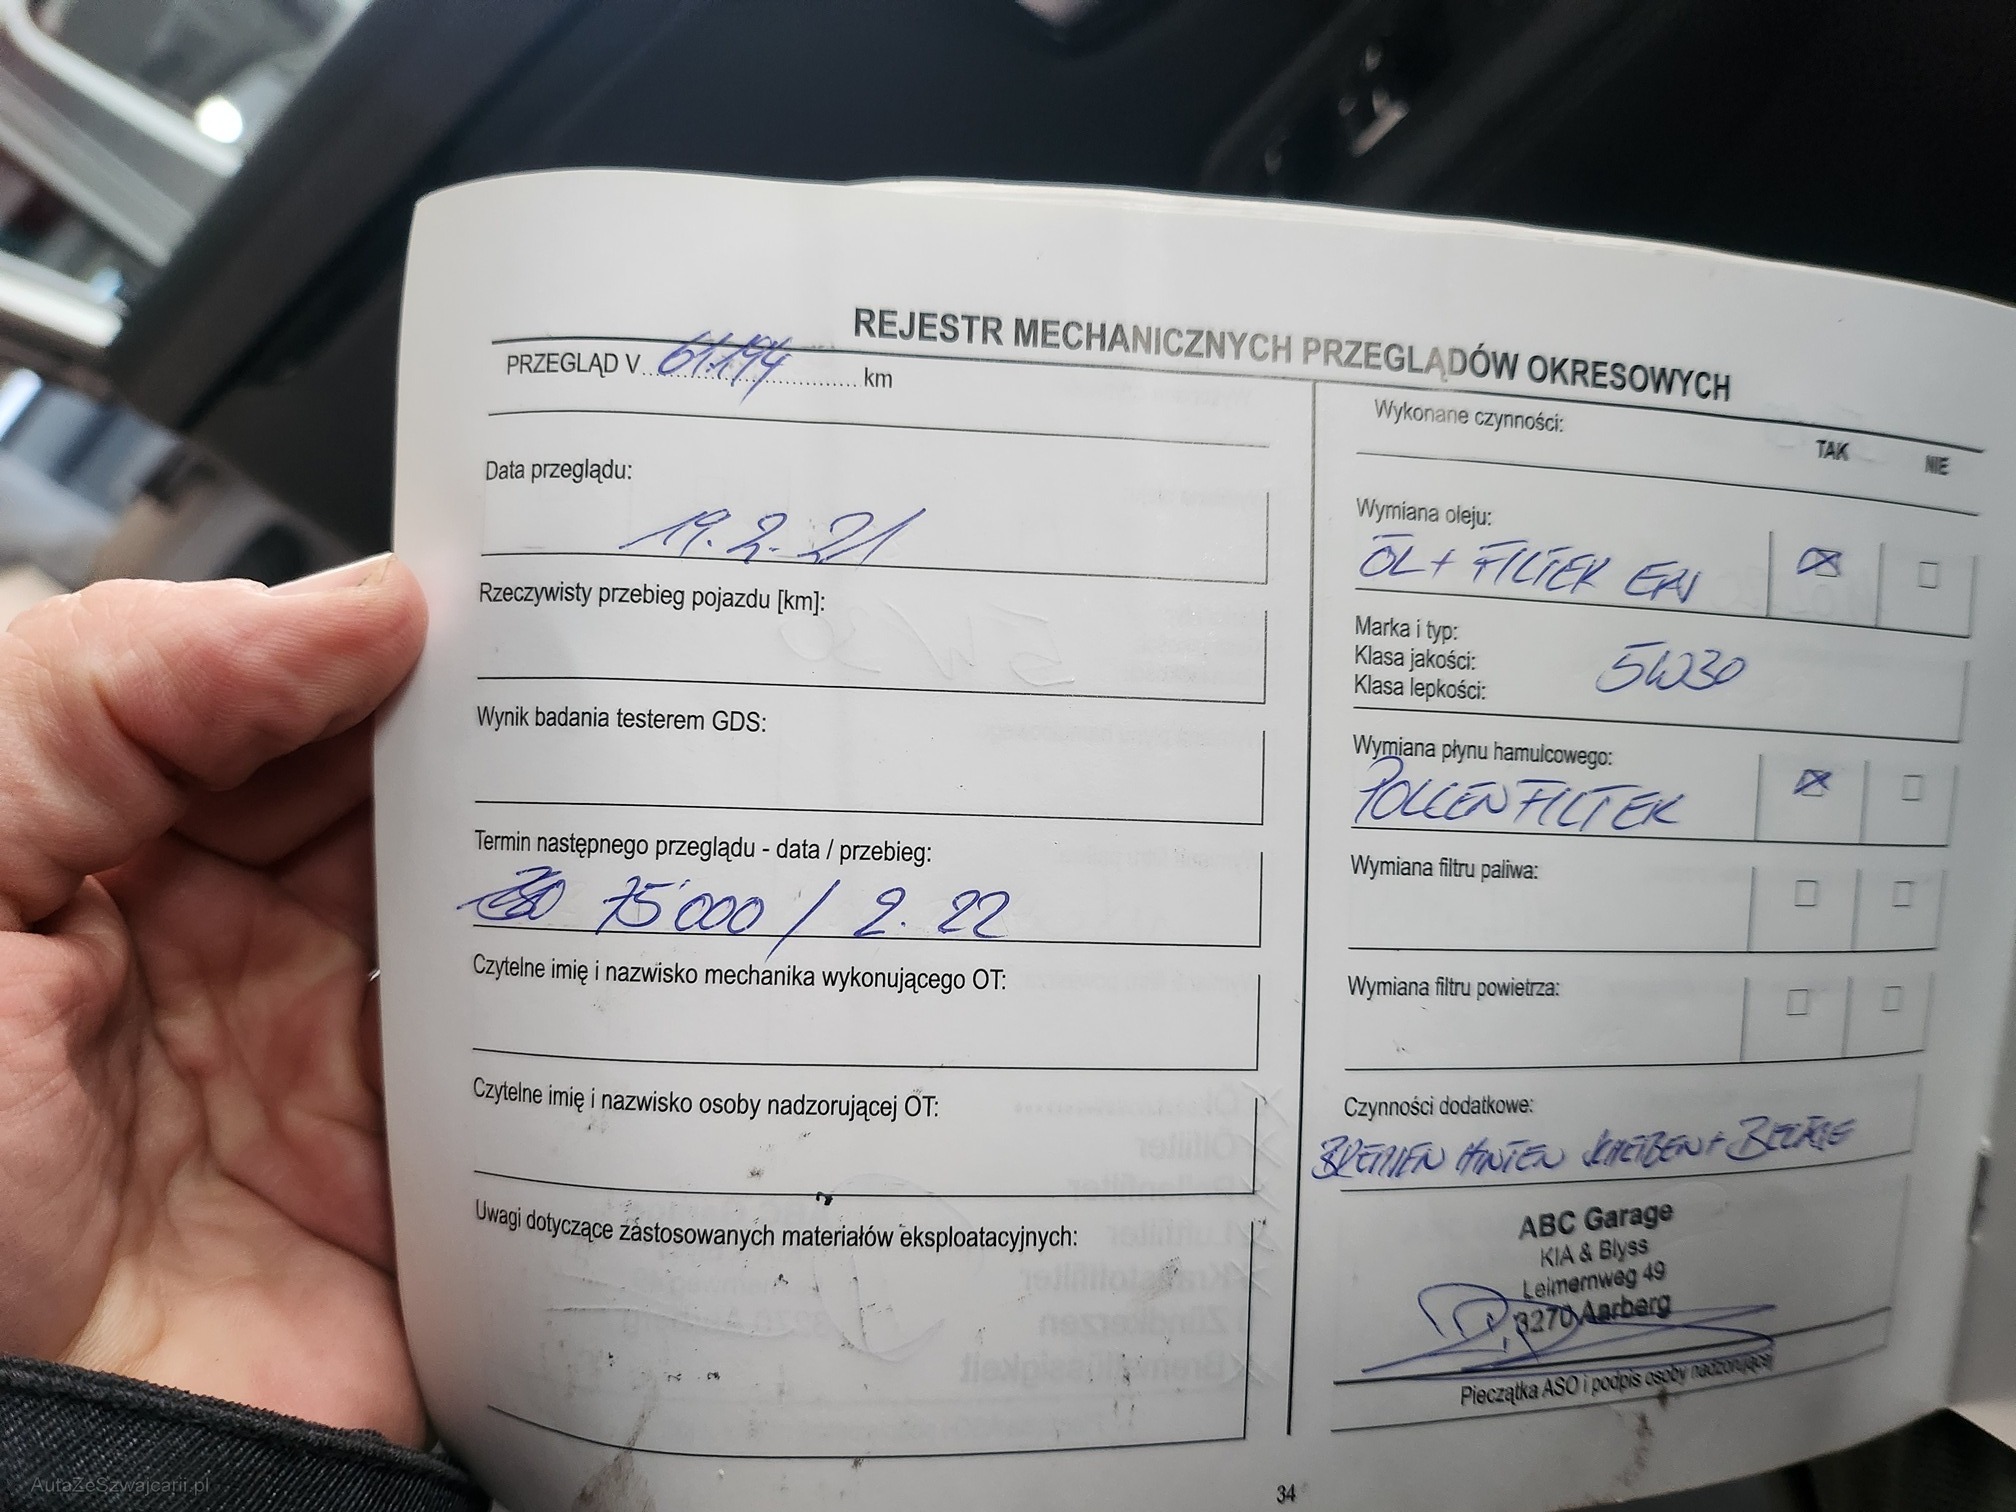 REJESTR MECHANICZNYCH PRZEGLĄDÓW OKRESOWYCH
PRZEGLĄD V 61.194 km
Data przeglądu:
19.2.21
Rzeczywisty przebieg pojazdu [km]:
Wynik badania testerem GDS:
Termin następnego przeglądu - data / przebieg:
75'000 / 2.22
Czytelne imię i nazwisko mechanika wykonującego OT:
Czytelne imię i nazwisko osoby nadzorującej OT:
Uwagi dotyczące zastosowanych materiałów eksploatacyjnych:
Wykonane czynności:
TAK NIE
Wymiana oleju:
ÖL + FILTER
Marka i typ:
Klasa jakości:
Klasa lepkości:
5W30
Wymiana płynu hamulcowego:
POLLENFILTER
Wymiana filtru paliwa:
Wymiana filtru powietrza:
Czynności dodatkowe:
BREMSEN HINTEN SCHEIBEN + BELÄGE
ABC Garage
KIA & Blyss
Leimernweg 49
3270 Aarberg
Pieczątka ASO i podpis osoby nadzorującej
34
AutaZeSzwajcarii.pl